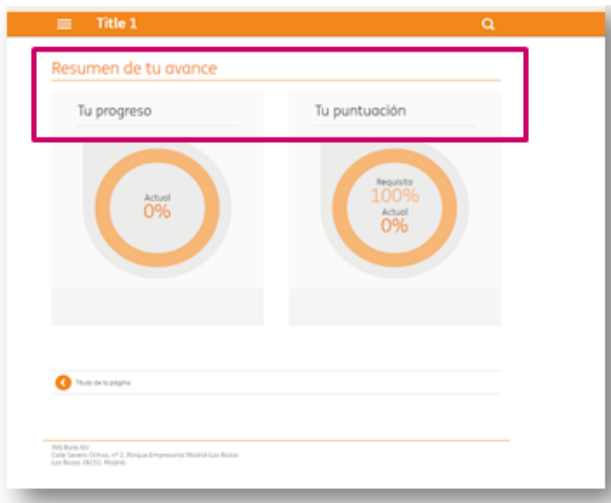 Title 1
Resumen de tu avance
Tu progreso
Tu puntuación
Actual
0%
Requisito
100%
Actual
0%
Título de la página
ING Bank NV
Calle Severo Ochoa, nº 2, Parque Empresarial Madrid-Las Rozas
Las Rozas 28232, Madrid